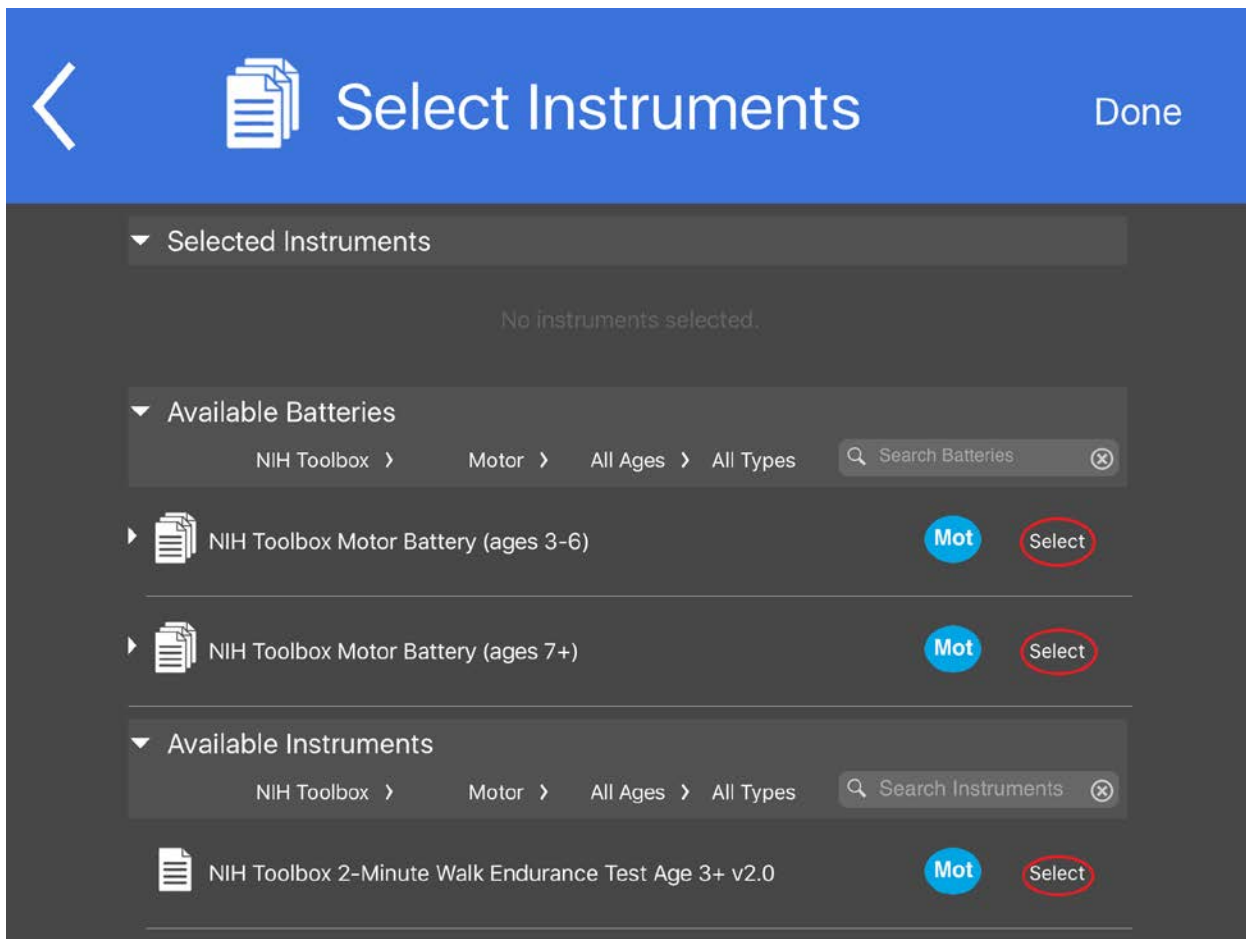 Select Instruments
Done
Selected Instruments
No instruments selected.
Available Batteries
NIH Toolbox Motor All Ages All Types Search Batteries
NIH Toolbox Motor Battery (ages 3-6) Mot Select
NIH Toolbox Motor Battery (ages 7+) Mot Select
Available Instruments
NIH Toolbox Motor All Ages All Types Search Instruments
NIH Toolbox 2-Minute Walk Endurance Test Age 3+ v2.0 Mot Select